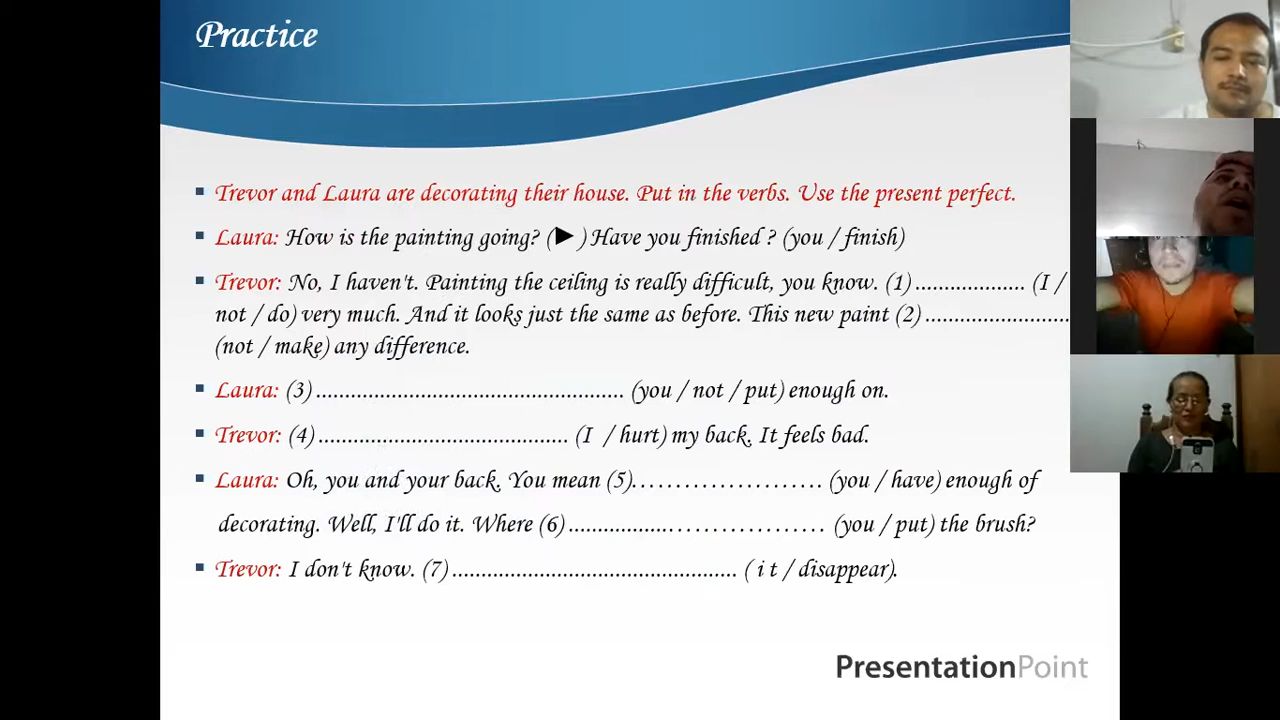 Practice
Trevor and Laura are decorating their house. Put in the verbs. Use the present perfect.
Laura: How is the painting going? (► ) Have you finished ? (you / finish)
Trevor: No, I haven't. Painting the ceiling is really difficult, you know. (1) ................... (I /
not / do) very much. And it looks just the same as before. This new paint (2) .........................
(not / make) any difference.
Laura: (3) ..................................................... (you / not / put) enough on.
Trevor: (4) ........................................... (I / hurt) my back. It feels bad.
Laura: Oh, you and your back. You mean (5)…………………. (you / have) enough of
decorating. Well, I'll do it. Where (6) .................……………… (you / put) the brush?
Trevor: I don't know. (7) ................................................. ( i t / disappear).
PresentationPoint